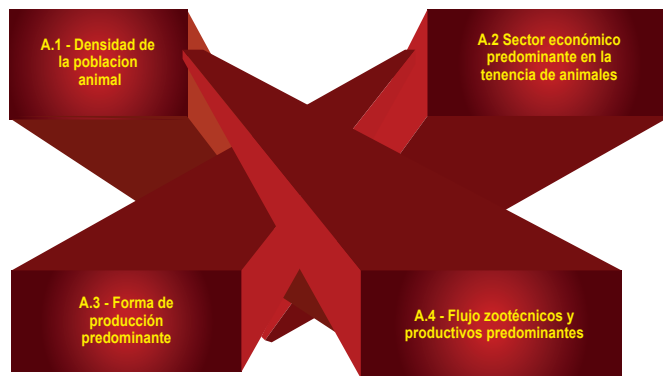 A.1 - Densidad de
la poblacion
animal
A.2 Sector económico
predominante en la
tenencia de animales
A.3 - Forma de
producción
predominante
A.4 - Flujo zootécnicos y
productivos predominantes